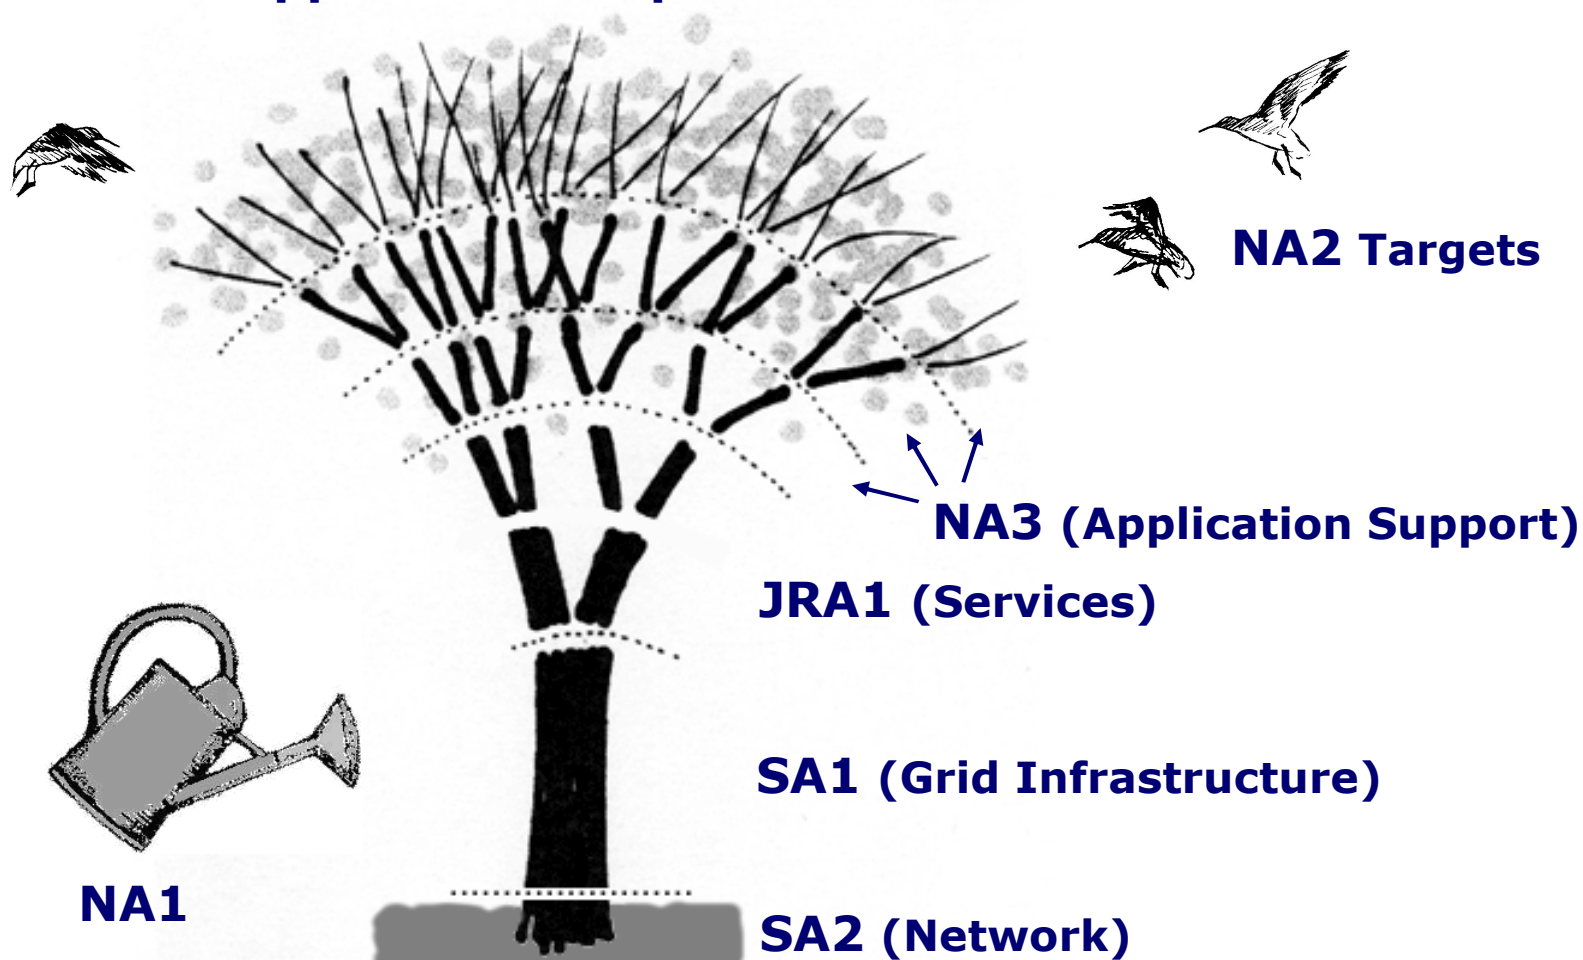 NA2 Targets
NA3 (Application Support)
JRA1 (Services)
SA1 (Grid Infrastructure)
NA1
SA2 (Network)